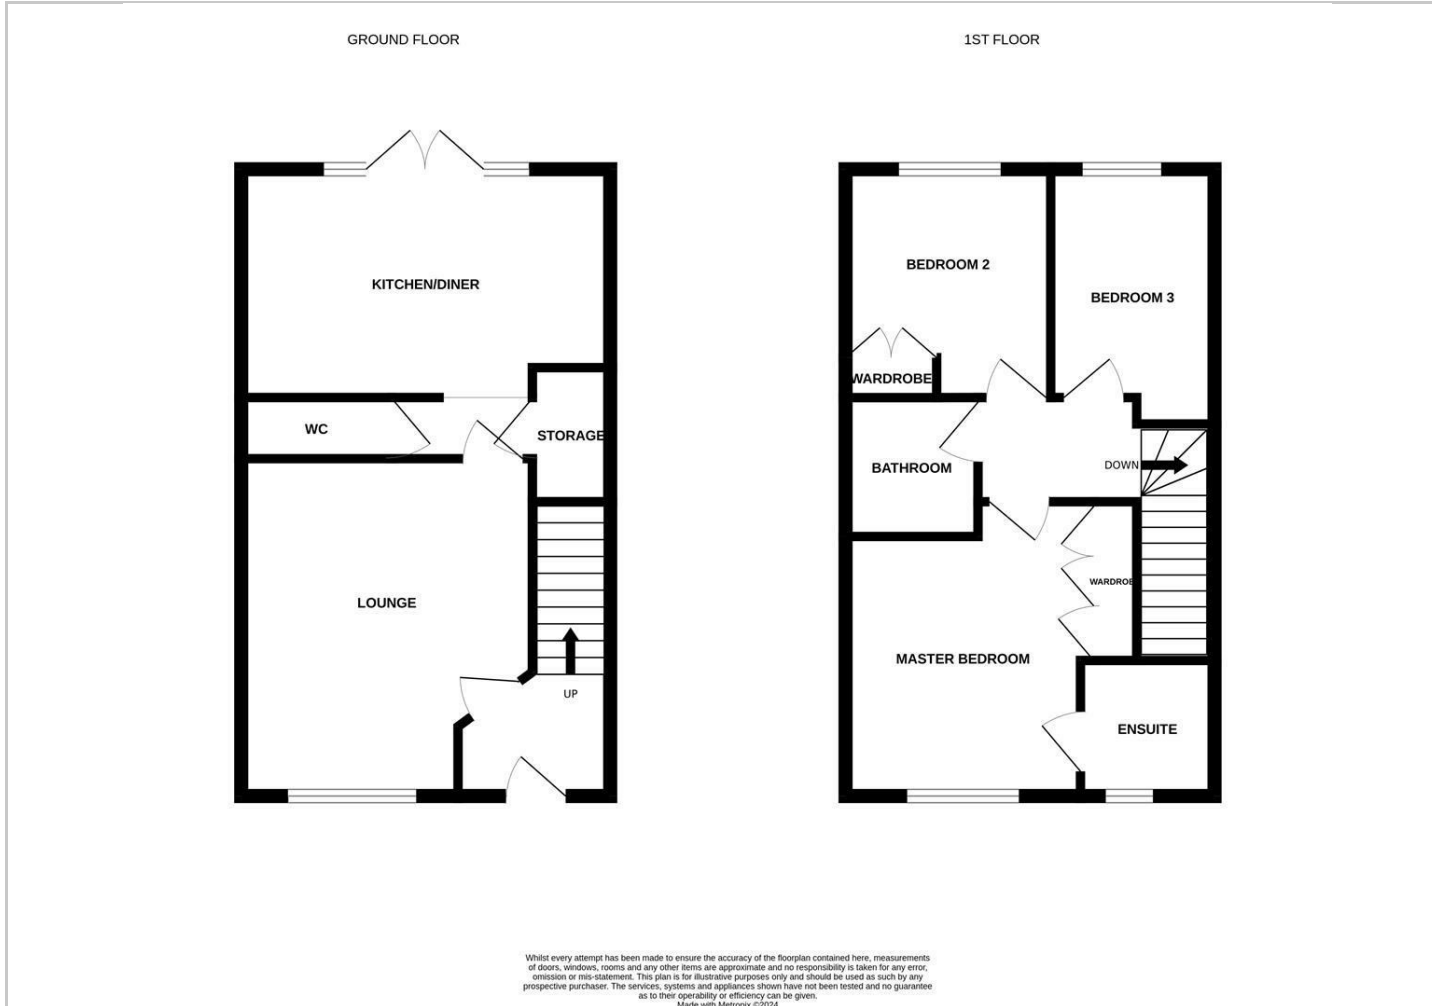 GROUND FLOOR
1ST FLOOR
KITCHEN/DINER
WC
STORAGE
LOUNGE
UP
BEDROOM 2
BEDROOM 3
WARDROBE
BATHROOM
DOWN
WARDROBE
MASTER BEDROOM
ENSUITE
Whilst every attempt has been made to ensure the accuracy of the floorplan contained here, measurements
of doors, windows, rooms and any other items are approximate and no responsibility is taken for any error,
omission or mis-statement. This plan is for illustrative purposes only and should be used as such by any
prospective purchaser. The services, systems and appliances shown have not been tested and no guarantee
as to their operability or efficiency can be given.
Made with Metropix ©2024